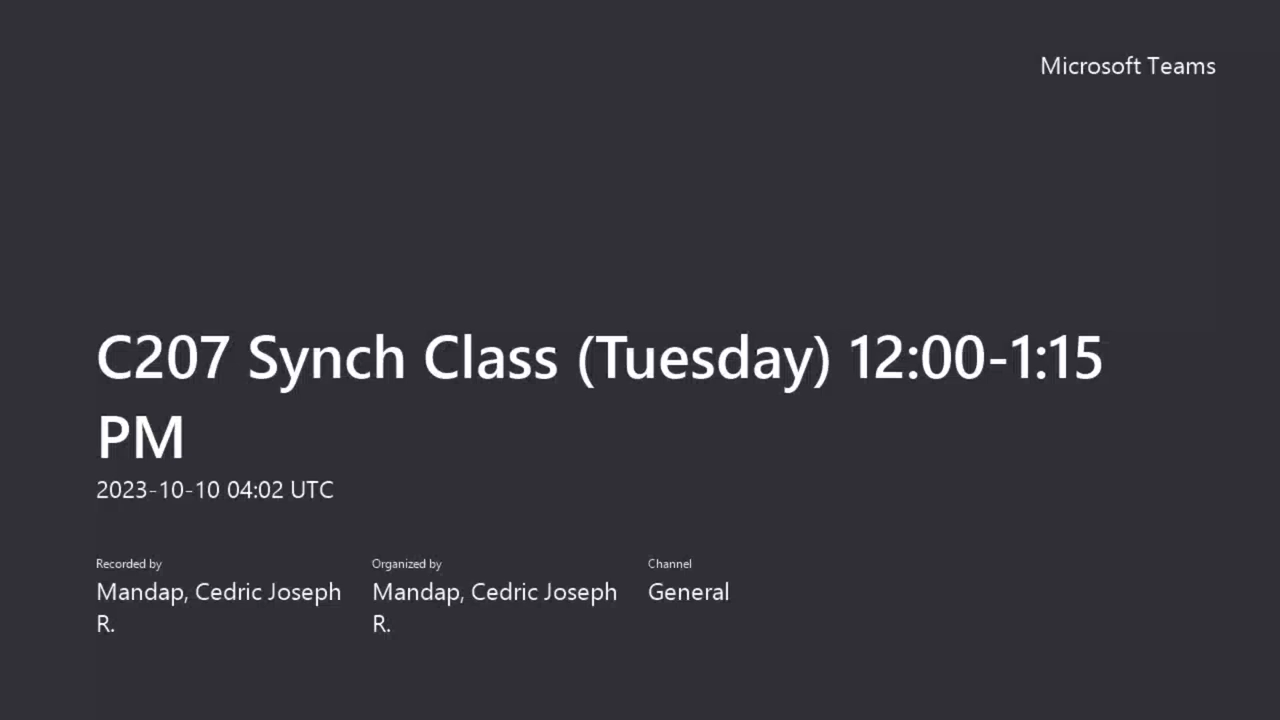 Microsoft Teams
C207 Synch Class (Tuesday) 12:00-1:15
PM
2023-10-10 04:02 UTC
Recorded by
Mandap, Cedric Joseph
R.
Organized by
Mandap, Cedric Joseph
R.
Channel
General